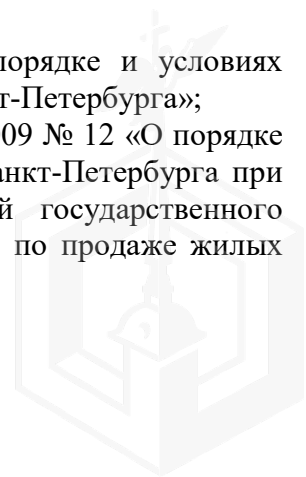 порядке и условиях
т-Петербурга»;
09 № 12 «О порядке
анкт-Петербурга при
й государственного
по продаже жилых